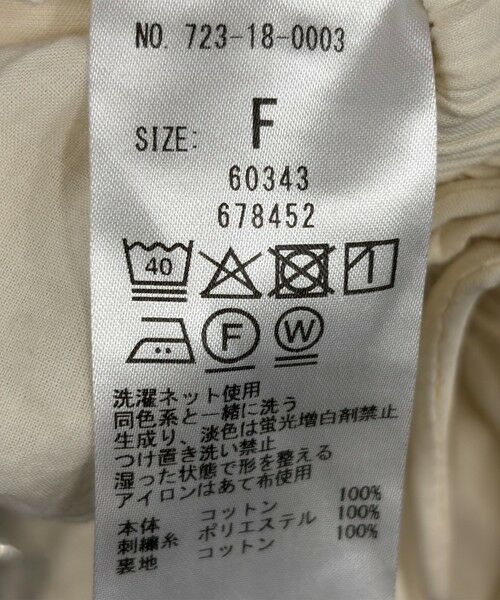 NO. 723-18-0003
SIZE: F
60343
678452
40
F W
洗濯ネット使用
同色系と一緒に洗う
生成り、淡色は蛍光増白剤禁止
つけ置き洗い禁止
湿った状態で形を整える
アイロンはあて布使用
本体 コットン 100%
刺繍糸 ポリエステル 100%
裏地 コットン 100%